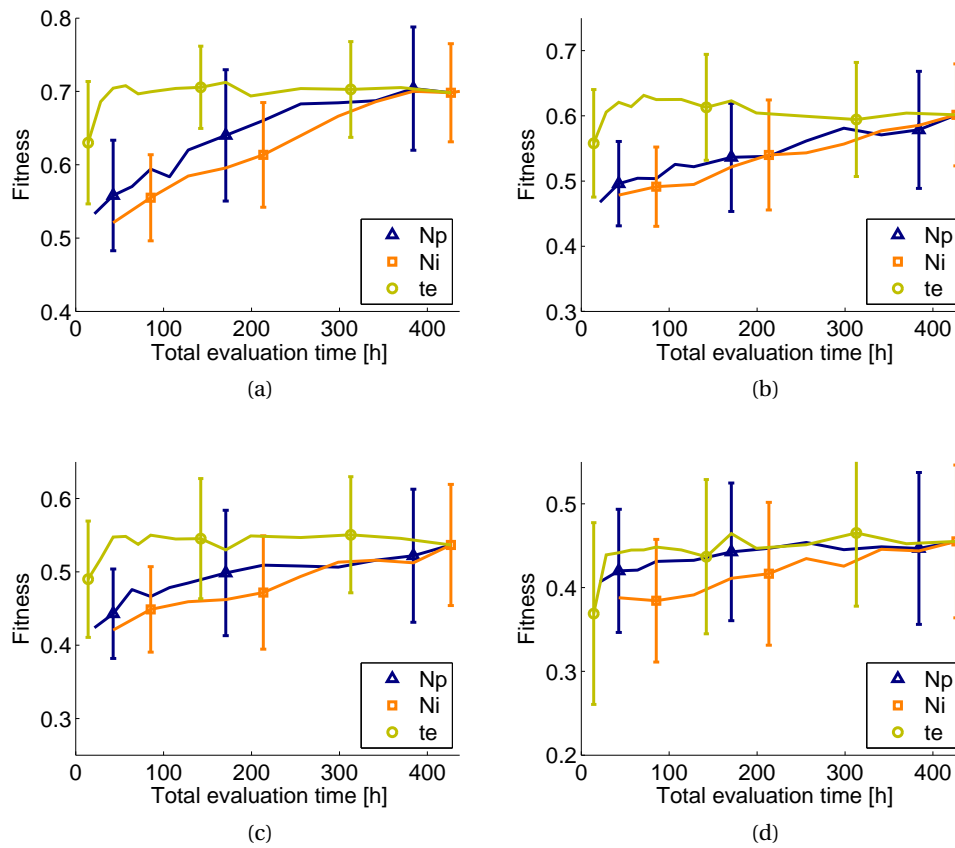 0.8
0.7
0.6
0.5
0.4
Fitness
0 100 200 300 400
Total evaluation time [h]
Np
Ni
te
(a)
0.7
0.6
0.5
0.4
0.3
Fitness
0 100 200 300 400
Total evaluation time [h]
Np
Ni
te
(b)
0.6
0.5
0.4
0.3
Fitness
0 100 200 300 400
Total evaluation time [h]
Np
Ni
te
(c)
0.5
0.4
0.3
0.2
Fitness
0 100 200 300 400
Total evaluation time [h]
Np
Ni
te
(d)